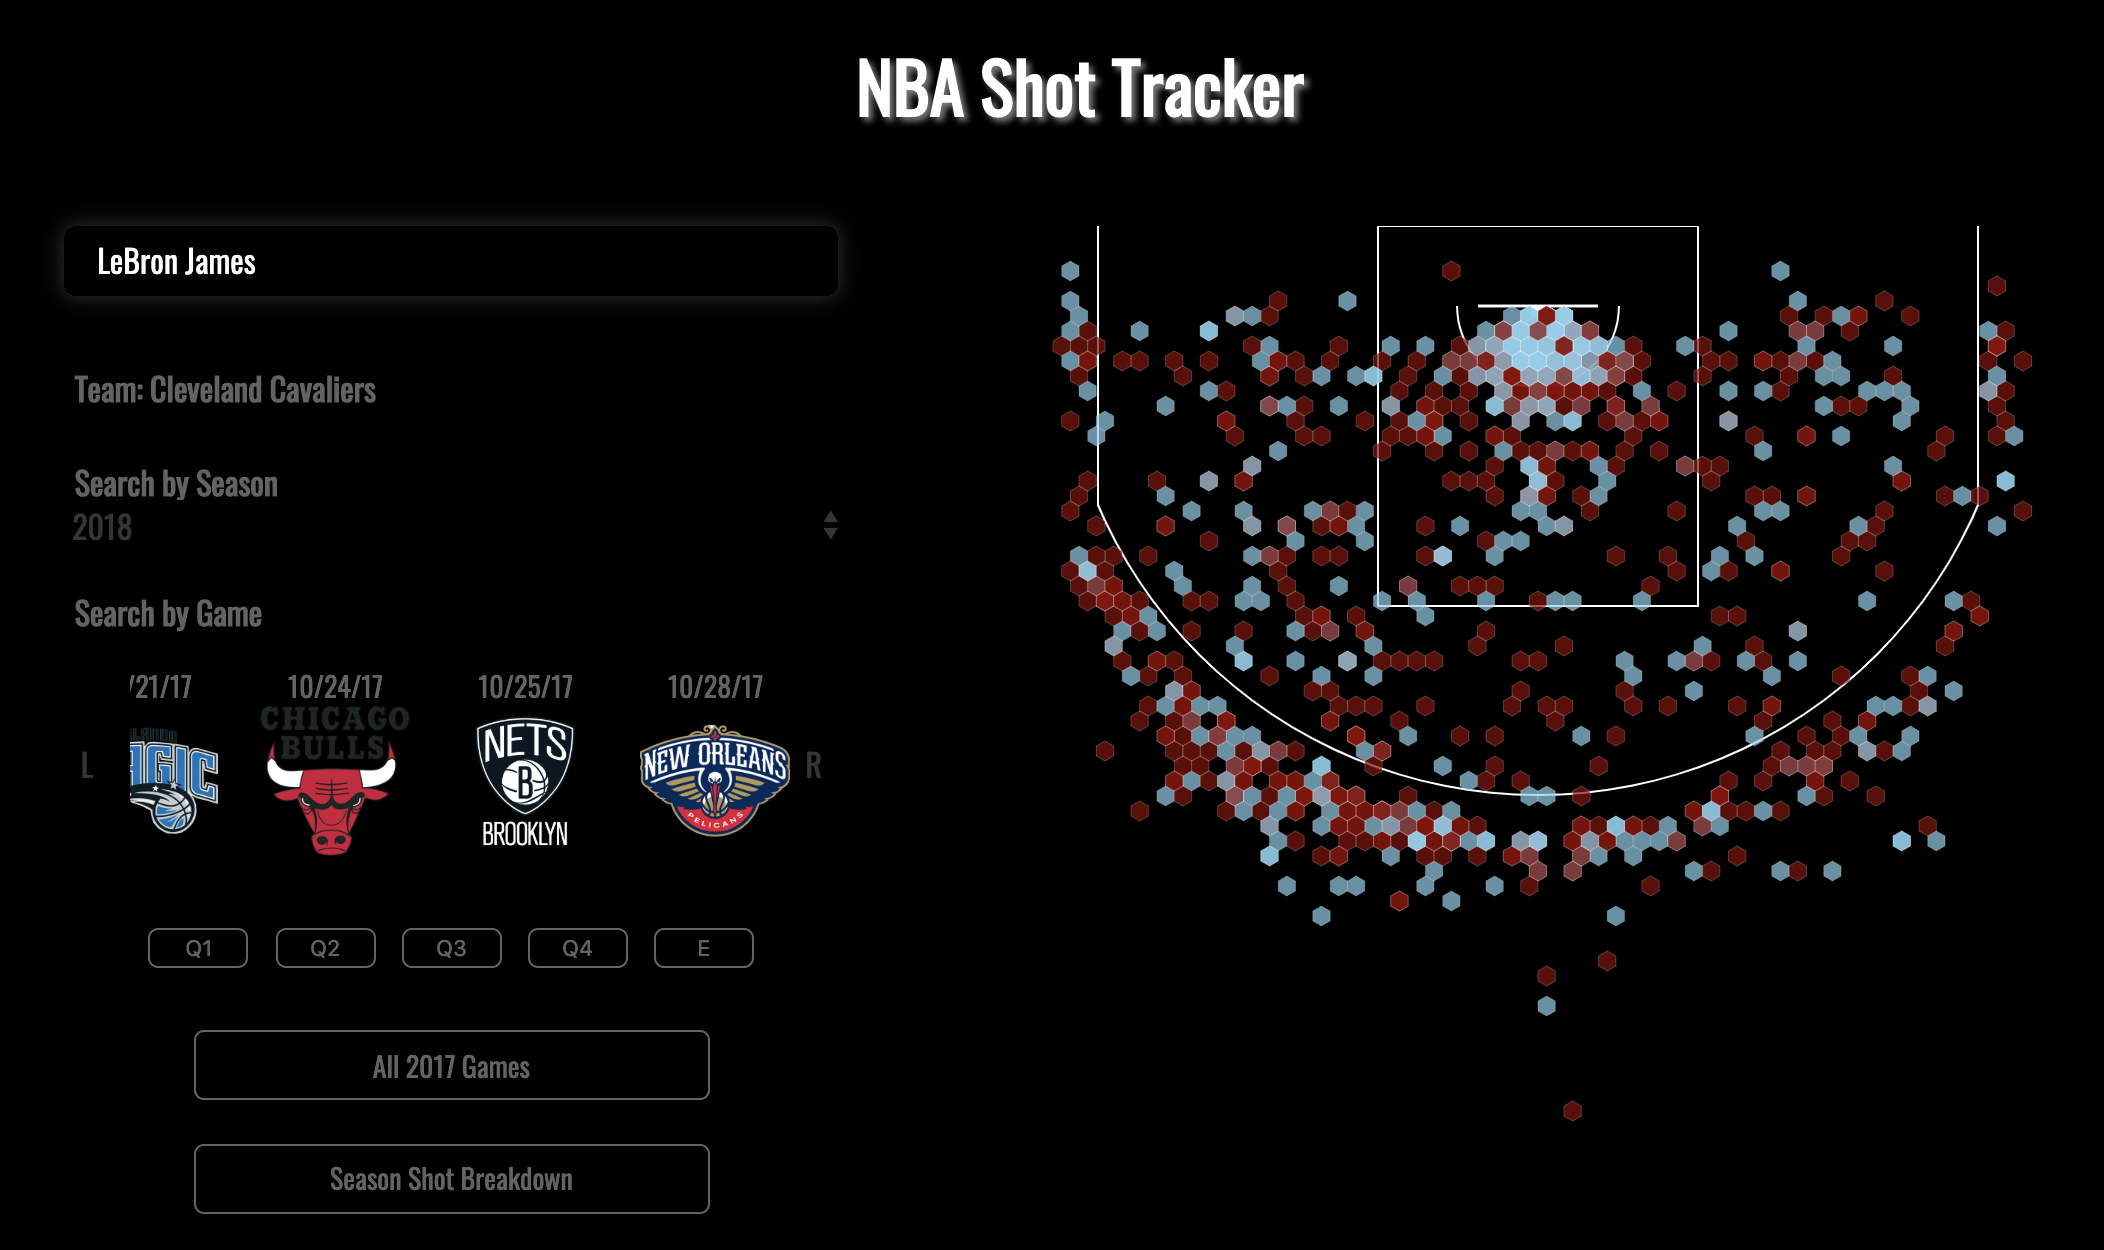 NBA Shot Tracker
LeBron James
Team: Cleveland Cavaliers
Search by Season
2018
Search by Game
/21/17
10/24/17
10/25/17
10/28/17
L
LANDO
AGIC
CHICAGO
BULLS
NETS
B
BROOKLYN
NEW ORLEANS
PELICANS
R
Q1
Q2
Q3
Q4
E
All 2017 Games
Season Shot Breakdown